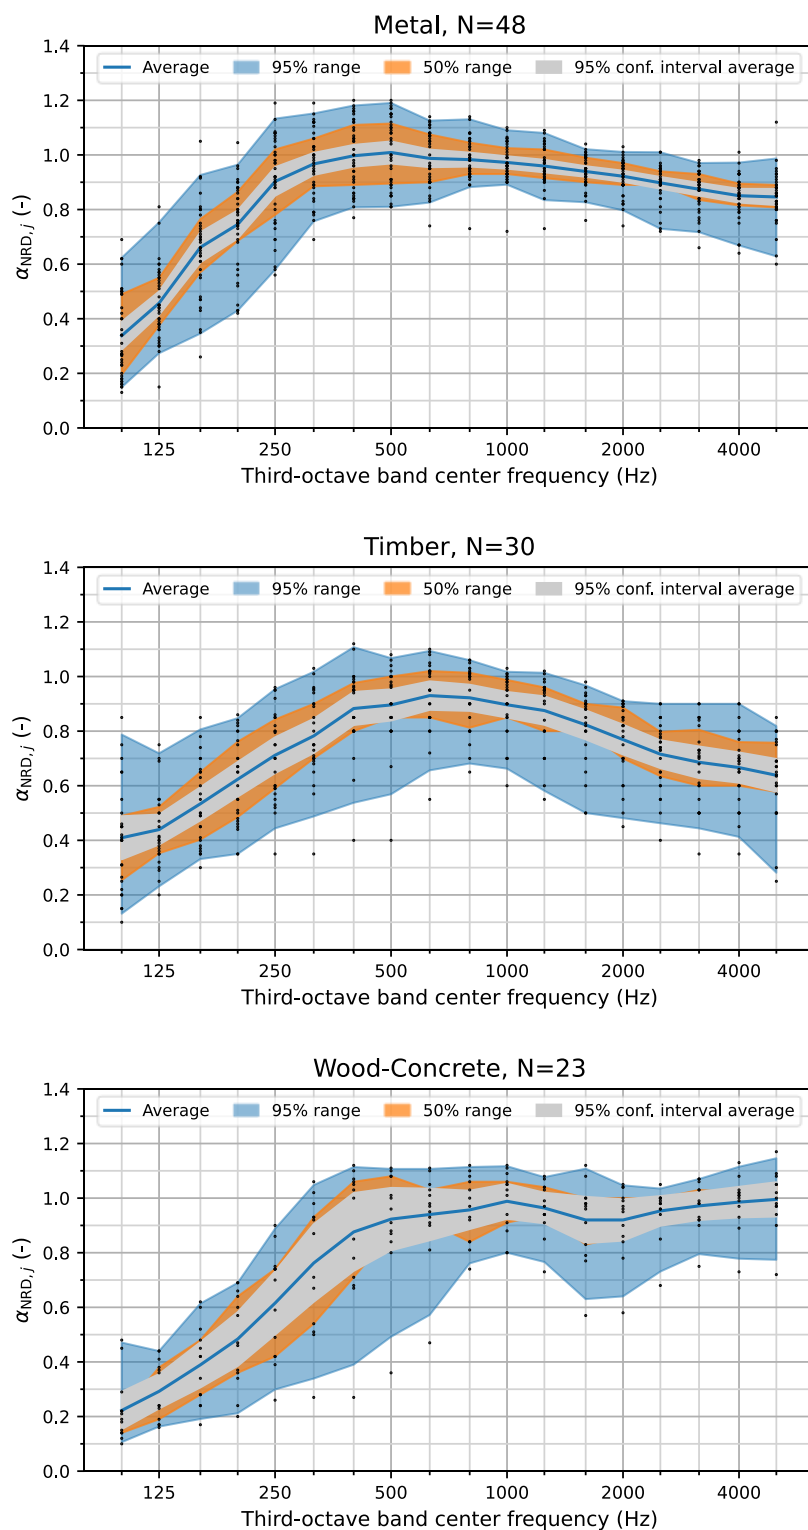 Metal, N=48
1.4
Average 95% range 50% range 95% conf. interval average
1.2
1.0
0.8
0.6
0.4
0.2
0.0
α_NRD,j (-)
125 250 500 1000 2000 4000
Third-octave band center frequency (Hz)
Timber, N=30
1.4
Average 95% range 50% range 95% conf. interval average
1.2
1.0
0.8
0.6
0.4
0.2
0.0
α_NRD,j (-)
125 250 500 1000 2000 4000
Third-octave band center frequency (Hz)
Wood-Concrete, N=23
1.4
Average 95% range 50% range 95% conf. interval average
1.2
1.0
0.8
0.6
0.4
0.2
0.0
α_NRD,j (-)
125 250 500 1000 2000 4000
Third-octave band center frequency (Hz)